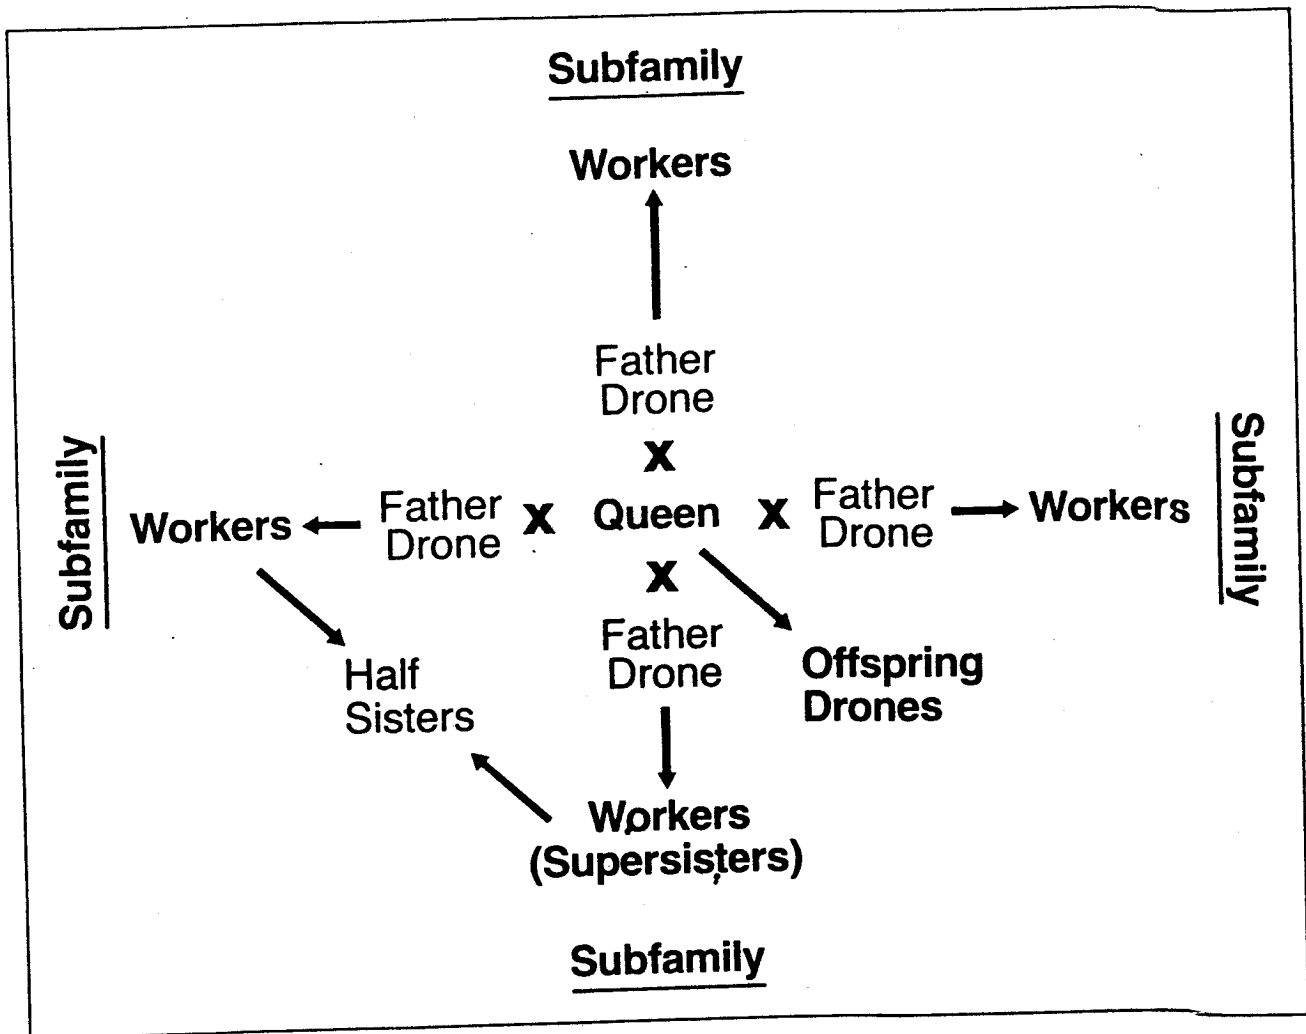 Subfamily
Workers
Father
Drone
X
Subfamily
Workers
Father
Drone
X
Queen
X
Father
Drone
Workers
Subfamily
X
Father
Drone
Offspring
Drones
Half
Sisters
Workers
(Supersisters)
Subfamily